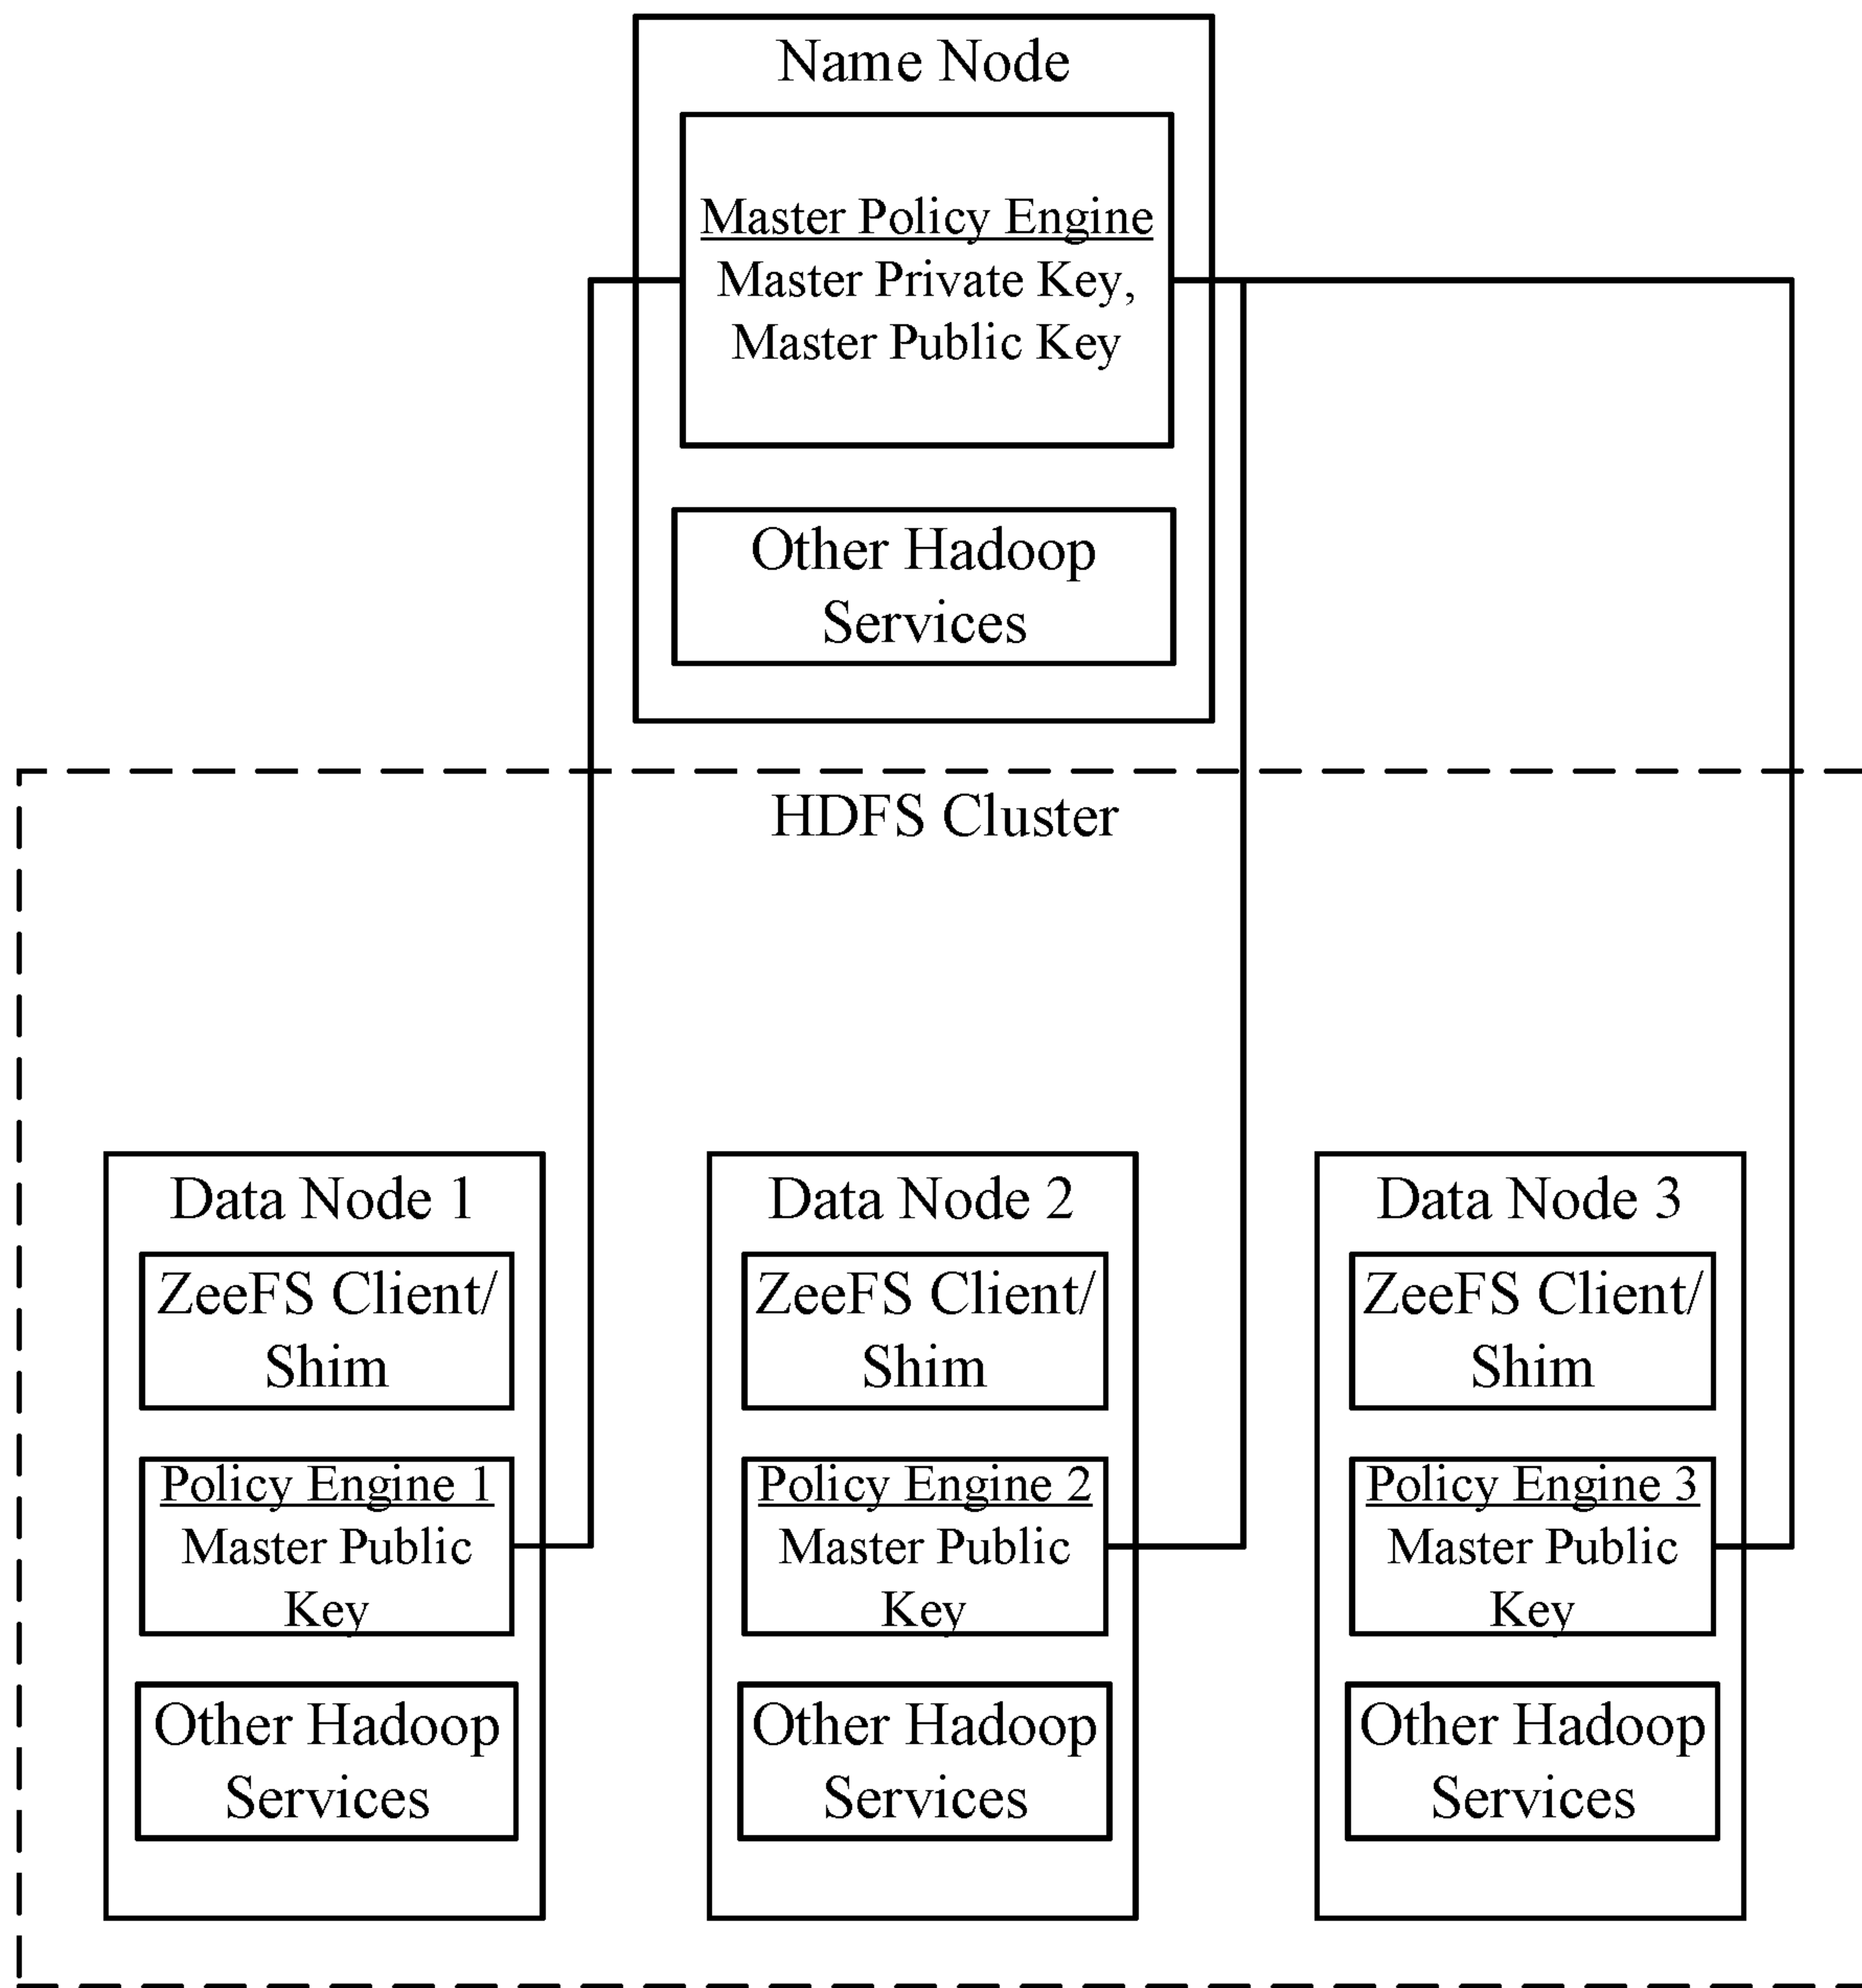 Name Node
Master Policy Engine
Master Private Key,
Master Public Key
Other Hadoop
Services
HDFS Cluster
Data Node 1
ZeeFS Client/
Shim
Policy Engine 1
Master Public
Key
Other Hadoop
Services
Data Node 2
ZeeFS Client/
Shim
Policy Engine 2
Master Public
Key
Other Hadoop
Services
Data Node 3
ZeeFS Client/
Shim
Policy Engine 3
Master Public
Key
Other Hadoop
Services